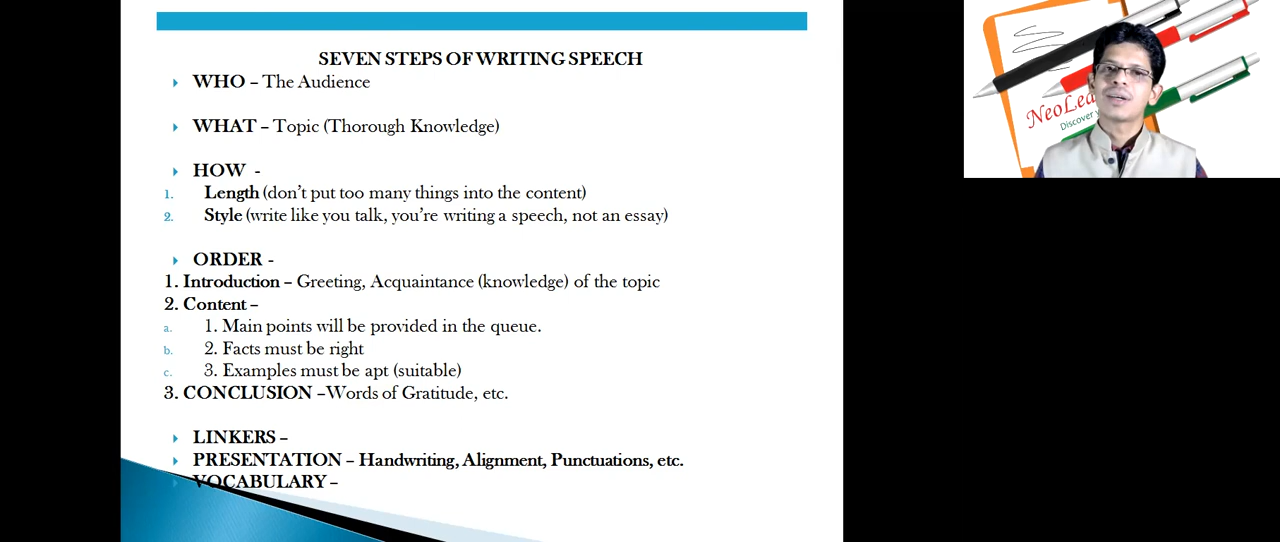 SEVEN STEPS OF WRITING SPEECH
WHO – The Audience
WHAT – Topic (Thorough Knowledge)
HOW -
1. Length (don't put too many things into the content)
2. Style (write like you talk, you're writing a speech, not an essay)
ORDER -
1. Introduction – Greeting, Acquaintance (knowledge) of the topic
2. Content –
a. 1. Main points will be provided in the queue.
b. 2. Facts must be right
c. 3. Examples must be apt (suitable)
3. CONCLUSION –Words of Gratitude, etc.
LINKERS –
PRESENTATION – Handwriting, Alignment, Punctuations, etc.
VOCABULARY –
Discover